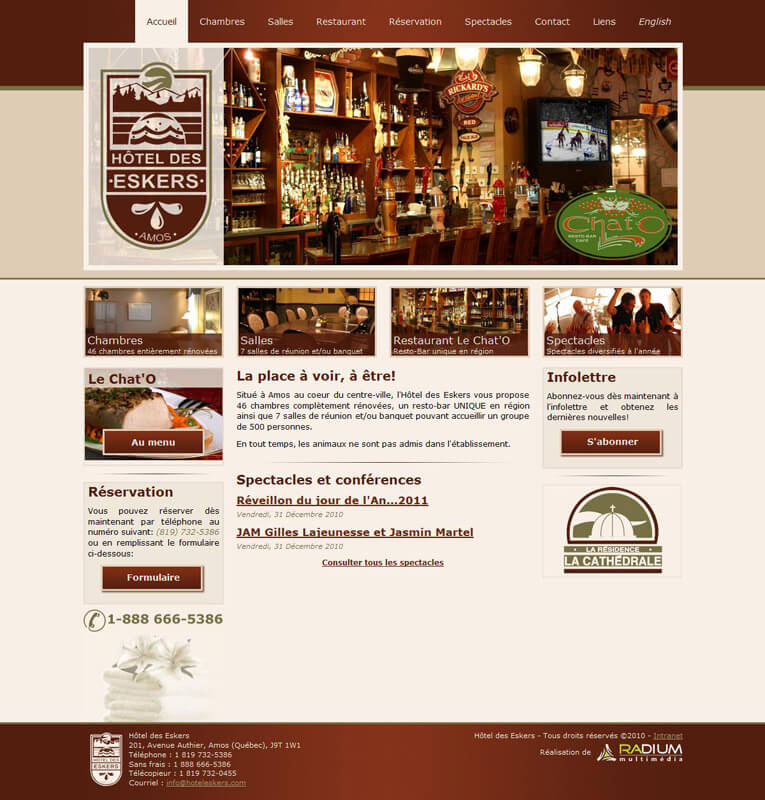 Accueil
Chambres
Salles
Restaurant
Réservation
Spectacles
Contact
Liens
English
HÔTEL DES
ESKERS
AMOS
RICKARD'S
RED
Chat'O
RESTO-BAR
CAFÉ
Chambres
46 chambres entièrement rénovées
Salles
7 salles de réunion et/ou banquet
Restaurant Le Chat'O
Resto-Bar unique en région
Spectacles
Spectacles diversifiés à l'année
Le Chat'O
Au menu
Réservation
Vous pouvez réserver dès
maintenant par téléphone au
numéro suivant: (819) 732-5386
ou en remplissant le formulaire
ci-dessous:
Formulaire
1-888 666-5386
La place à voir, à être!
Situé à Amos au coeur du centre-ville, l'Hôtel des Eskers vous propose
46 chambres complètement rénovées, un resto-bar UNIQUE en région
ainsi que 7 salles de réunion et/ou banquet pouvant accueillir un groupe
de 500 personnes.
En tout temps, les animaux ne sont pas admis dans l'établissement.
Spectacles et conférences
Réveillon du jour de l'An...2011
Vendredi, 31 Décembre 2010
JAM Gilles Lajeunesse et Jasmin Martel
Vendredi, 31 Décembre 2010
Consulter tous les spectacles
Infolettre
Abonnez-vous dès maintenant à
l'infolettre et obtenez les
dernières nouvelles!
S'abonner
LA RÉSIDENCE
LA CATHÉDRALE
HÔTEL DES
ESKERS
Hôtel des Eskers
201, Avenue Authier, Amos (Québec), J9T 1W1
Téléphone : 1 819 732-5386
Sans frais : 1 888 666-5386
Télécopieur : 1 819 732-0455
Courriel : info@hoteleskers.com
Hôtel des Eskers - Tous droits réservés ©2010 - Intranet
Réalisation de
RADIUM
multimédia